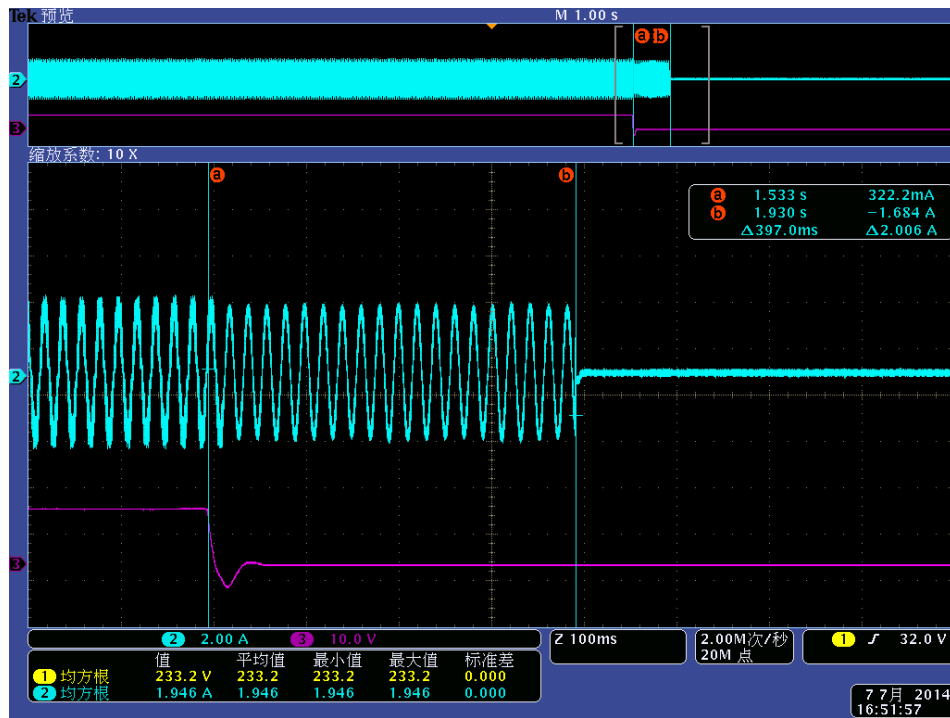 Tek 预览 M 1.00 s
a b
2
3
缩放系数: 10 X
a b
a 1.533 s 322.2mA
b 1.930 s −1.684 A
Δ397.0ms Δ2.006 A
2
3
2 2.00 A 3 10.0 V Z 100ms 2.00M次/秒 1 32.0 V
20M 点
值 平均值 最小值 最大值 标准差
1 均方根 233.2 V 233.2 233.2 233.2 0.000
2 均方根 1.946 A 1.946 1.946 1.946 0.000
7 7月 2014
16:51:57